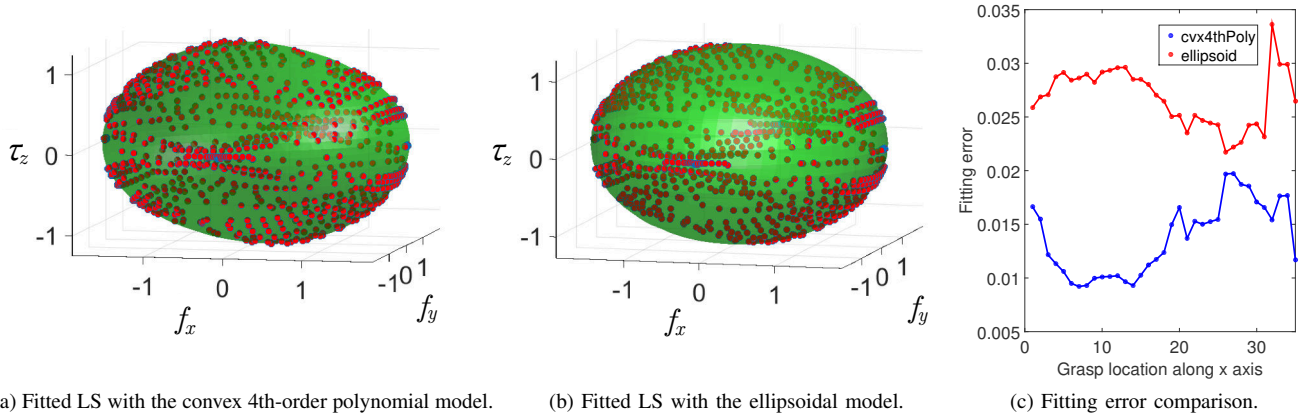 1
τz 0
-1
-1 0 1
fx
-1 0 1
fy
1
τz 0
-1
-1 0 1
fx
-1 0 1
fy
0.035
0.03
0.025
0.02
0.015
0.01
0.005
Fitting error
cvx4thPoly
ellipsoid
0 10 20 30
Grasp location along x axis
a) Fitted LS with the convex 4th-order polynomial model.
(b) Fitted LS with the ellipsoidal model.
(c) Fitting error comparison.